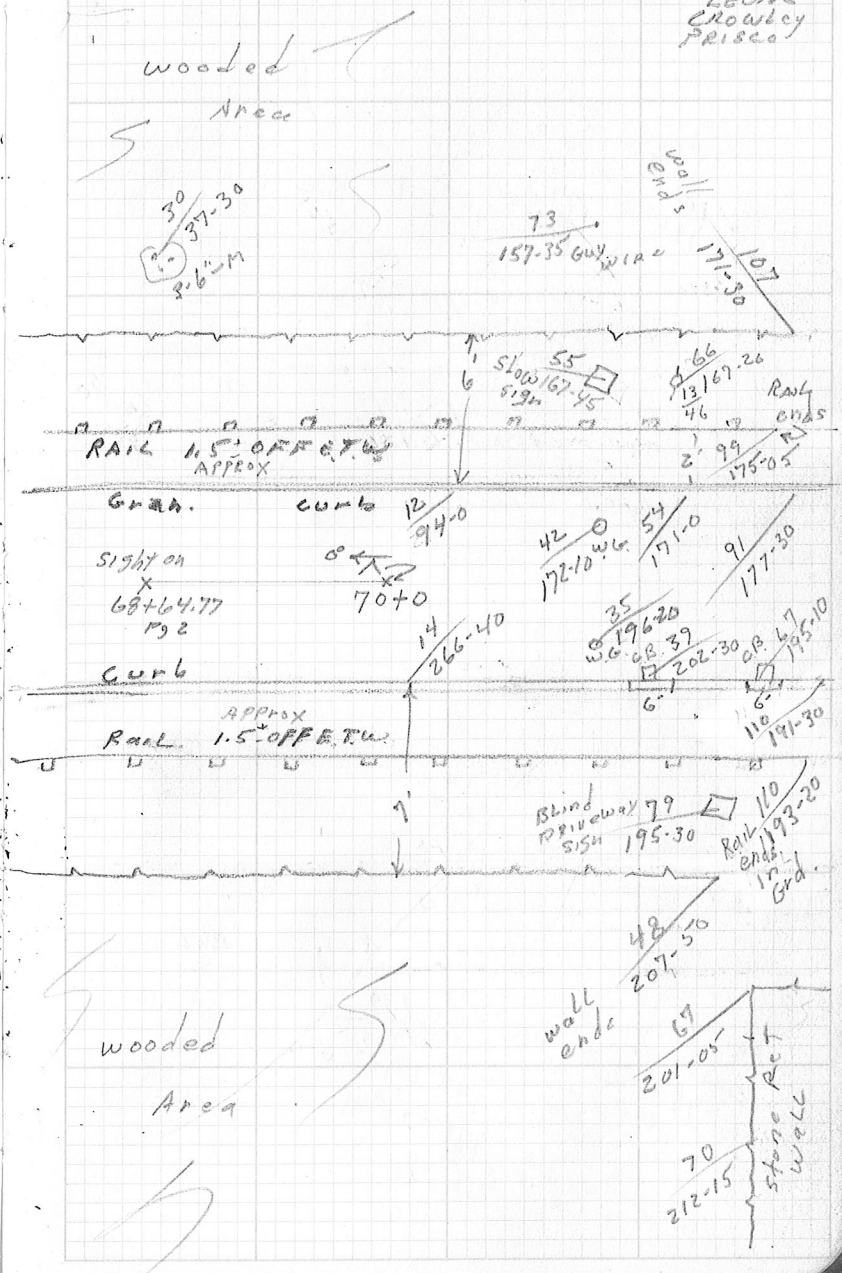 CROWLEY
PRISCO
wooded
Area
wall
ends
30
37-30
3-6"-M
73
157-35 Guy wire
107
171-30
6'
Slow
sign
55
167-45
66
167-26
13
46
Rail
ends
RAIL 1.5'± OFF E.T.W
APPROX
2'
99
175-05
Gran. curb
12
94-0
42
172-10 W.G.
54
171-0
91
177-30
Sight on
0°
68+64.77
Pg 2
70+0
14
266-40
35
196-20
W.G.
C.B. 39
202-30
C.B. 67
195-10
Curb
6'
6'
110
191-30
APPROX
Rail 1.5'± OFF E.T.W.
7'
Blind
Driveway
sign
79
195-30
110
193-20
Rail
ends
in
Grd.
48
207-50
wall
ends
67
201-05
wooded
Area
70
212-15
Stone Ret
Wall